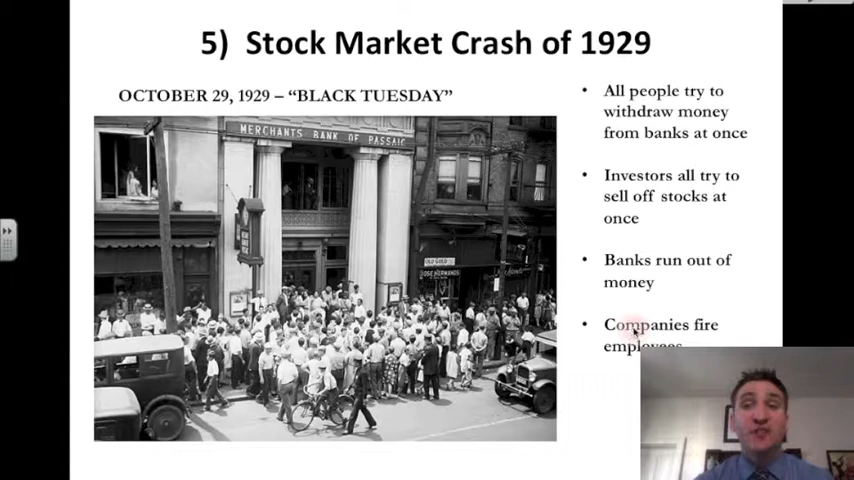 5) Stock Market Crash of 1929
OCTOBER 29, 1929 – “BLACK TUESDAY”
MERCHANTS BANK OF PASSAIC
OLD GOLD
JOSE HERMANOS
• All people try to
withdraw money
from banks at once
• Investors all try to
sell off stocks at
once
• Banks run out of
money
• Companies fire
employees